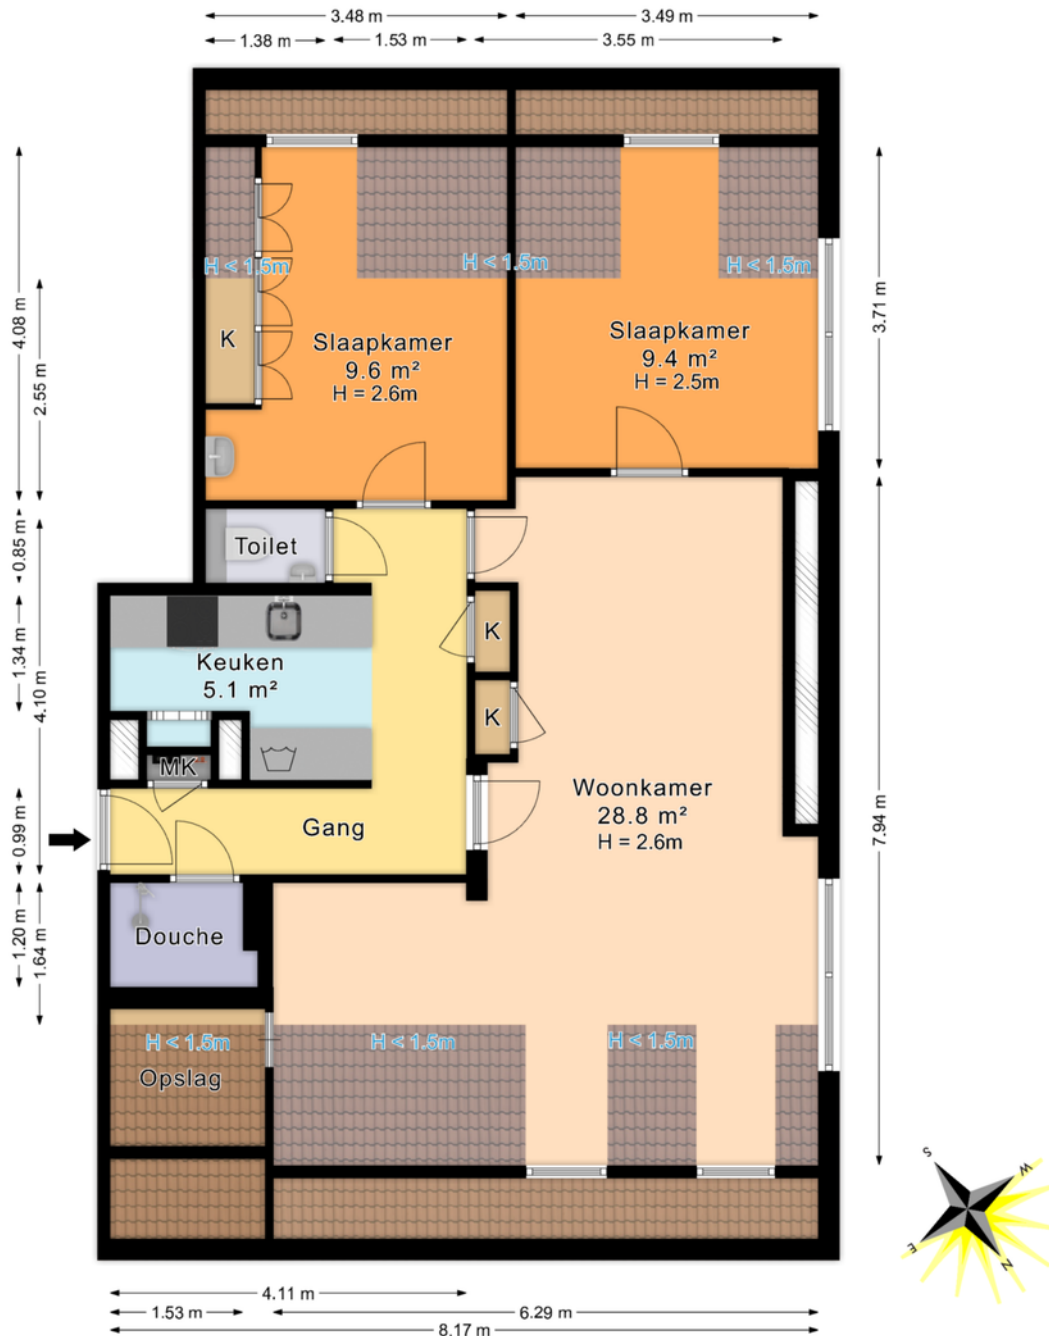 3.48 m
3.49 m
1.38 m
1.53 m
3.55 m
4.08 m
2.55 m
3.71 m
H < 1.5m
H < 1.5m
H < 1.5m
K
Slaapkamer
9.6 m²
H = 2.6m
Slaapkamer
9.4 m²
H = 2.5m
0.85 m
Toilet
1.34 m
4.10 m
Keuken
5.1 m²
K
K
MK
Woonkamer
28.8 m²
H = 2.6m
7.94 m
0.99 m
Gang
1.20 m
1.64 m
Douche
H < 1.5m
H < 1.5m
H < 1.5m
Opslag
S
W
E
N
4.11 m
1.53 m
6.29 m
8.17 m